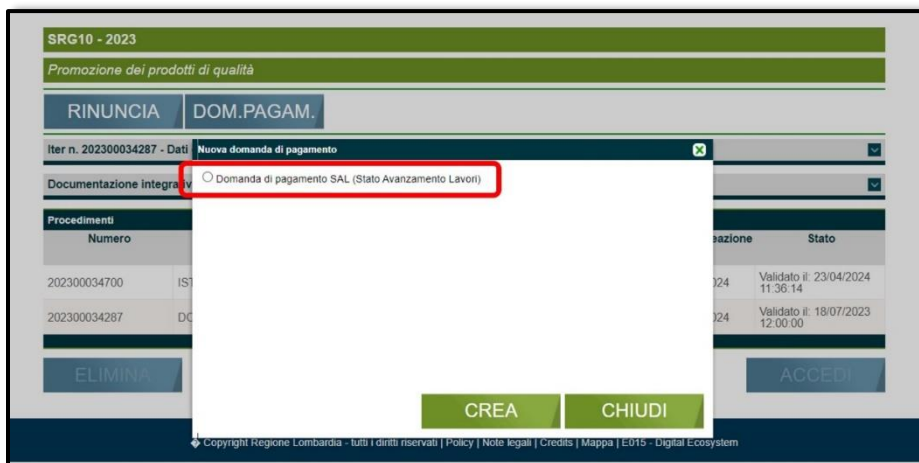 SRG10 - 2023
Promozione dei prodotti di qualità
RINUNCIA DOM.PAGAM.
Iter n. 202300034287 - Dati
Nuova domanda di pagamento
Documentazione
Domanda di pagamento SAL (Stato Avanzamento Lavori)
Procedimenti
Numero Stato
202300034700 Validato il: 23/04/2024
11:36:14
202300034287 Validato il: 18/07/2023
12:00:00
ELIMINA ACCEDI
CREA CHIUDI
� Copyright Regione Lombardia - tutti i diritti riservati | Policy | Note legali | Credits | Mappa | E015 - Digital Ecosystem